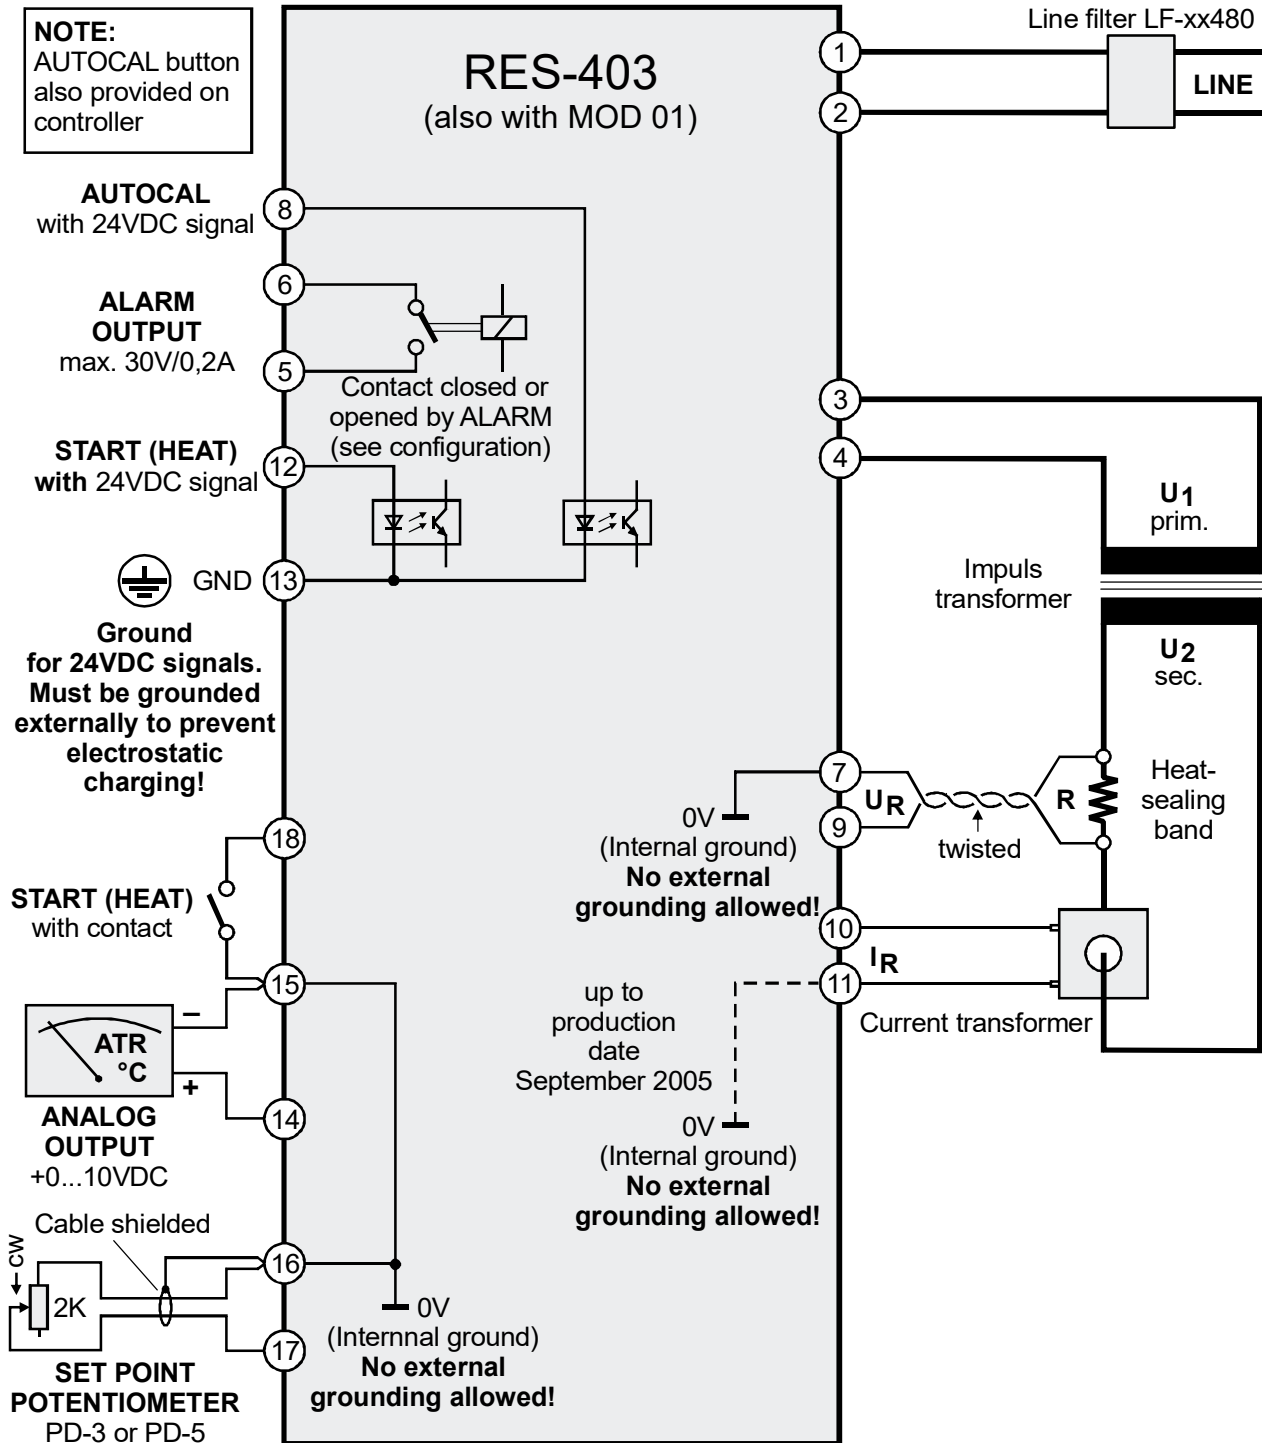 NOTE:
AUTOCAL button
also provided on
controller
RES-403
(also with MOD 01)
Line filter LF-xx480
1
LINE
2
AUTOCAL
with 24VDC signal
8
6
ALARM
OUTPUT
max. 30V/0,2A
5
Contact closed or
opened by ALARM
(see configuration)
START (HEAT)
with 24VDC signal
12
GND
13
Ground
for 24VDC signals.
Must be grounded
externally to prevent
electrostatic
charging!
3
4
U1
prim.
Impuls
transformer
U2
sec.
7
UR
R
9
twisted
Heat-
sealing
band
0V
(Internal ground)
No external
grounding allowed!
10
IR
11
Current transformer
up to
production
date
September 2005
0V
(Internal ground)
No external
grounding allowed!
18
START (HEAT)
with contact
15
–
ATR
°C
+
14
ANALOG
OUTPUT
+0...10VDC
Cable shielded
16
CW
2K
17
0V
(Internnal ground)
No external
grounding allowed!
SET POINT
POTENTIOMETER
PD-3 or PD-5